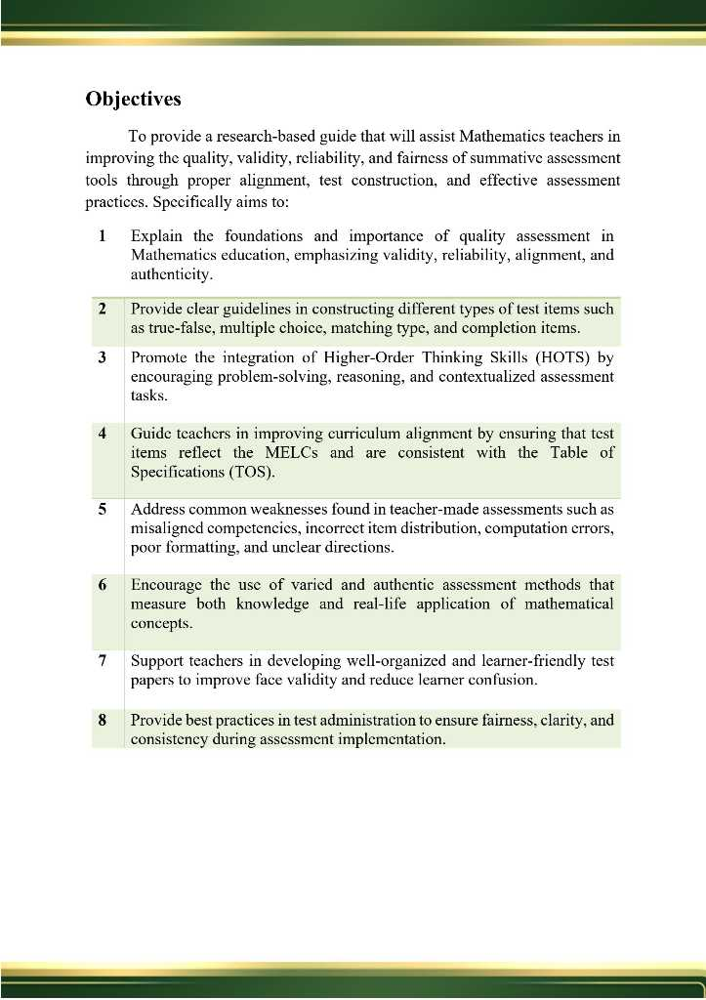 Objectives
To provide a research-based guide that will assist Mathematics teachers in
improving the quality, validity, reliability, and fairness of summative assessment
tools through proper alignment, test construction, and effective assessment
practices. Specifically aims to:
1 Explain the foundations and importance of quality assessment in
Mathematics education, emphasizing validity, reliability, alignment, and
authenticity.
2 Provide clear guidelines in constructing different types of test items such
as true-false, multiple choice, matching type, and completion items.
3 Promote the integration of Higher-Order Thinking Skills (HOTS) by
encouraging problem-solving, reasoning, and contextualized assessment
tasks.
4 Guide teachers in improving curriculum alignment by ensuring that test
items reflect the MELCs and are consistent with the Table of
Specifications (TOS).
5 Address common weaknesses found in teacher-made assessments such as
misaligned competencies, incorrect item distribution, computation errors,
poor formatting, and unclear directions.
6 Encourage the use of varied and authentic assessment methods that
measure both knowledge and real-life application of mathematical
concepts.
7 Support teachers in developing well-organized and learner-friendly test
papers to improve face validity and reduce learner confusion.
8 Provide best practices in test administration to ensure fairness, clarity, and
consistency during assessment implementation.